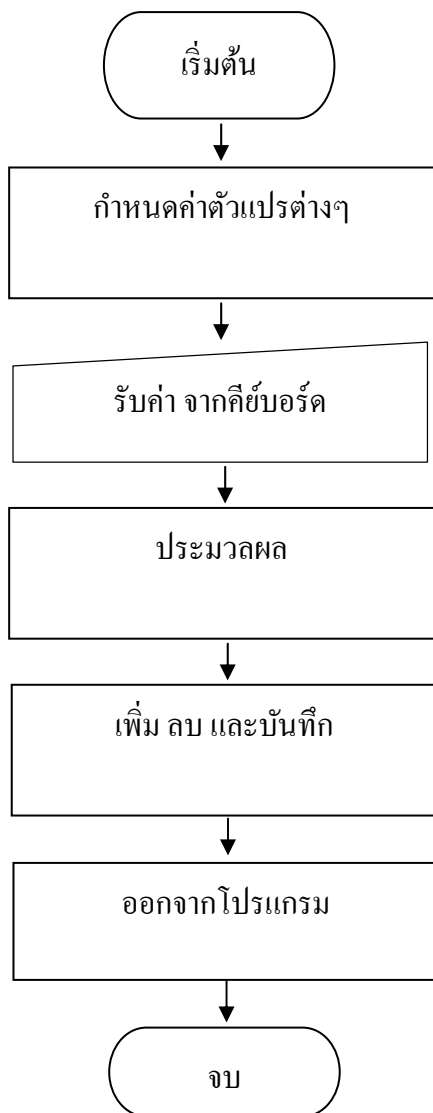 เริ่มต้น
กำหนดค่าตัวแปรต่างๆ
รับค่า จากคีย์บอร์ด
ประมวลผล
เพิ่ม ลบ และบันทึก
ออกจากโปรแกรม
จบ